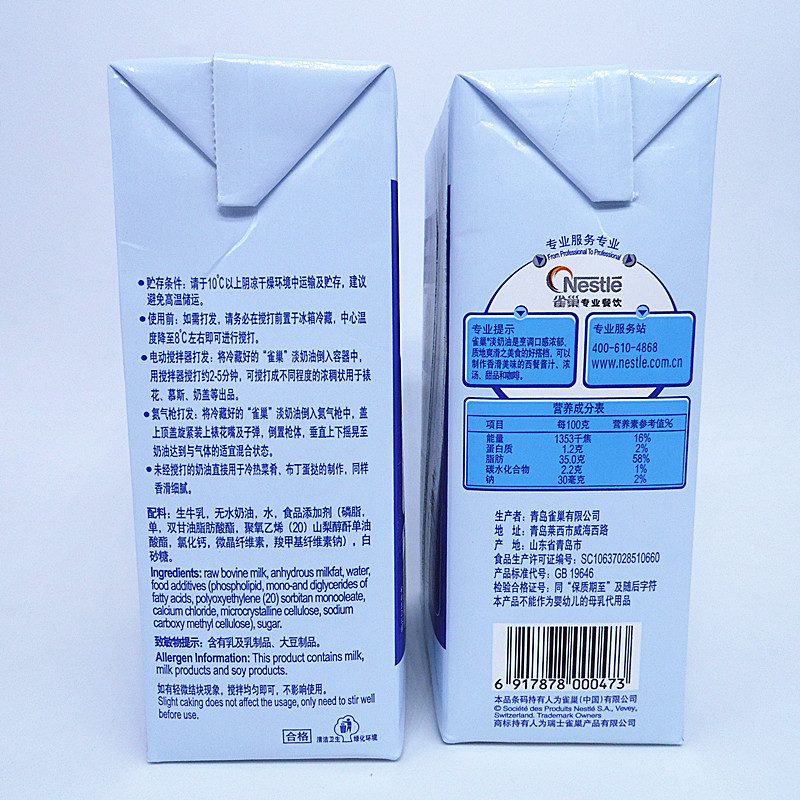 ●贮存条件：请于10℃以上阴凉干燥环境中运输及贮存，建议
避免高温储运。
●使用前：如需打发，请务必在搅打前置于冰箱冷藏，中心温
度降至8℃左右即可进行搅打。
●电动搅拌器打发：将冷藏好的“雀巢”淡奶油倒入容器中，
用搅拌器搅打约2-5分钟，可搅打成不同程度的浓稠状用于裱
花、慕斯、奶盖等出品。
●氮气枪打发：将冷藏好的“雀巢”淡奶油倒入氮气枪中，盖
上顶盖旋紧装上裱花嘴及子弹，倒置枪体，垂直上下摇晃至
奶油达到与气体的适宜混合状态。
●未经搅打的奶油直接用于冷热菜肴、布丁蛋挞的制作，同样
香滑细腻。
配料：生牛乳，无水奶油，水，食品添加剂（磷脂，
单，双甘油脂肪酸酯，聚氧乙烯（20）山梨醇酐单油
酸酯，氯化钙，微晶纤维素，羧甲基纤维素钠），白
砂糖。
Ingredients: raw bovine milk, anhydrous milkfat, water,
food additives (phospholipid, mono-and diglycerides of
fatty acids, polyoxyethylene (20) sorbitan monooleate,
calcium chloride, microcrystalline cellulose, sodium
carboxy methyl cellulose), sugar.
致敏物提示：含有乳及乳制品、大豆制品。
Allergen Information: This product contains milk,
milk products and soy products.
如有轻微结块现象，搅拌均匀即可，不影响使用。
Slight caking does not affect the usage, only need to stir well
before use.
合格
清洁卫生 绿化环境
专业服务专业
From Professional To Professional
Nestlé
雀巢专业餐饮
专业提示
雀巢®淡奶油是烹调口感浓郁、
质地爽滑之美食的好搭档，可以
制作香滑美味的西餐酱汁、浓
汤、甜品和咖啡。
专业服务站
400-610-4868
www.nestle.com.cn
营养成分表
项目 每100克 营养素参考值%
能量 1353千焦 16%
蛋白质 1.2克 2%
脂肪 35.0克 58%
碳水化合物 2.2克 1%
钠 30毫克 2%
生产者：青岛雀巢有限公司
地 址：青岛莱西市威海西路
产 地：山东省青岛市
食品生产许可证编号：SC10637028510660
产品标准代号：GB 19646
检验合格证号：同“保质期至”及随后字符
本产品不能作为婴幼儿的母乳代用品
6 917878 000473
本品条码持有人为雀巢(中国)有限公司
© Société des Produits Nestlé S.A., Vevey,
Switzerland. Trademark Owners
商标持有人为瑞士雀巢产品有限公司